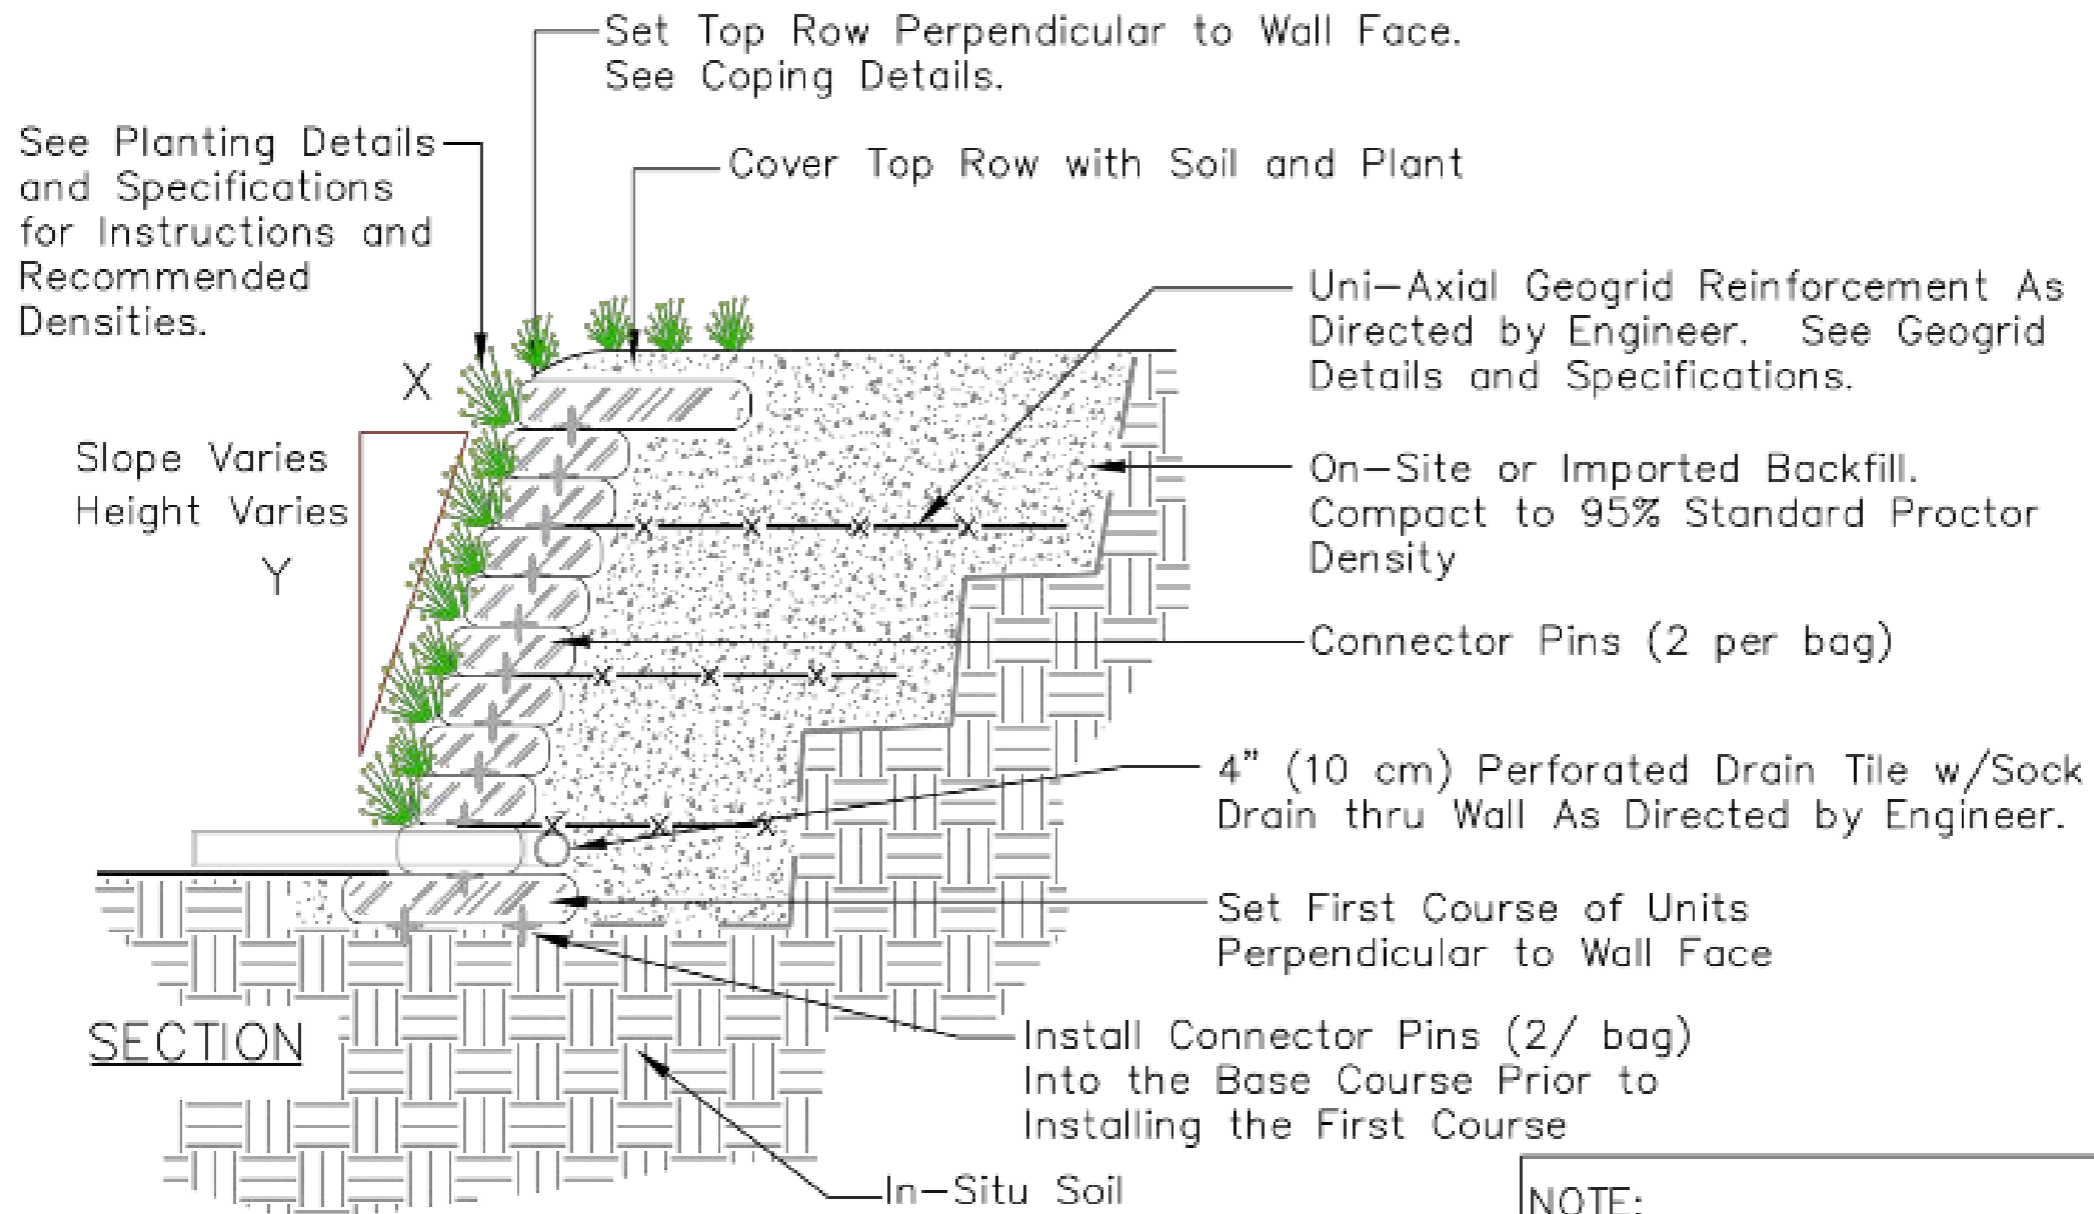 Set Top Row Perpendicular to Wall Face.
See Coping Details.
See Planting Details
and Specifications
for Instructions and
Recommended
Densities.
Cover Top Row with Soil and Plant
Uni-Axial Geogrid Reinforcement As
Directed by Engineer. See Geogrid
Details and Specifications.
X
Slope Varies
Height Varies
Y
On-Site or Imported Backfill.
Compact to 95% Standard Proctor
Density
Connector Pins (2 per bag)
4" (10 cm) Perforated Drain Tile w/Sock
Drain thru Wall As Directed by Engineer.
Set First Course of Units
Perpendicular to Wall Face
SECTION
Install Connector Pins (2/ bag)
Into the Base Course Prior to
Installing the First Course
In-Situ Soil
NOTE: